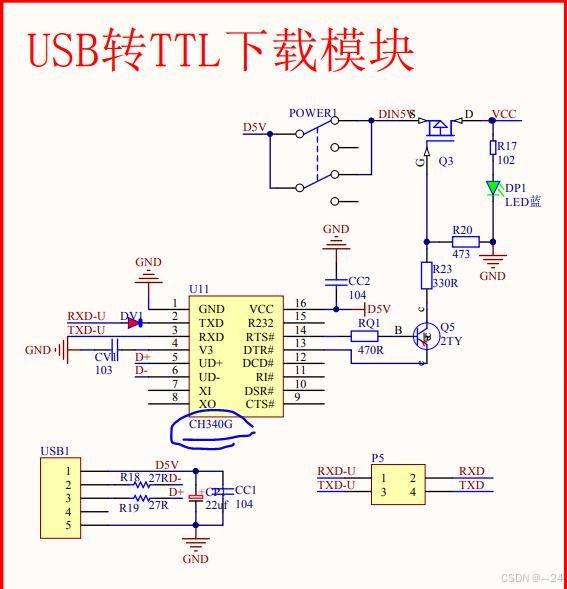 USB转TTL下载模块
POWER1
D5V
DIN5V
S
D
VCC
G
Q3
R17
102
DP1
LED蓝
R20
473
GND
R23
330R
GND
CC2
104
D5V
GND
U11
RXD-U
DV1
TXD-U
GND
CV1
103
D+
D-
1 GND VCC 16
2 TXD R232 15
3 RXD RTS# 14
4 V3 DTR# 13
5 UD+ DCD# 12
6 UD- RI# 11
7 XI DSR# 10
8 XO CTS# 9
CH340G
RQ1
470R
B
c
e
Q5
2TY
USB1
1
2
3
4
5
D5V
R18
27R
D-
D+
R19
27R
CP1
22uf
CC1
104
GND
P5
RXD-U 1 2 RXD
TXD-U 3 4 TXD
CSDN @---24